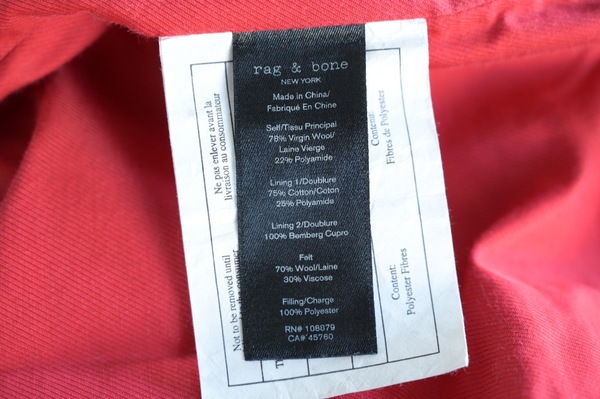 rag & bone
NEW YORK
Made in China/
Fabriqué En Chine
Self/Tissu Principal
78% Virgin Wool/
Laine Vierge
22% Polyamide
Lining 1/Doublure
75% Cotton/Coton
25% Polyamide
Lining 2/Doublure
100% Bemberg Cupro
Felt
70% Wool/Laine
30% Viscose
Filling/Charge
100% Polyester
RN# 106879
CA# 45760
Ne pas enlever avant la
livraison au consommateur
Not to be removed until
Contenu:
Fibres de Polyester
Content:
Polyester Fibres